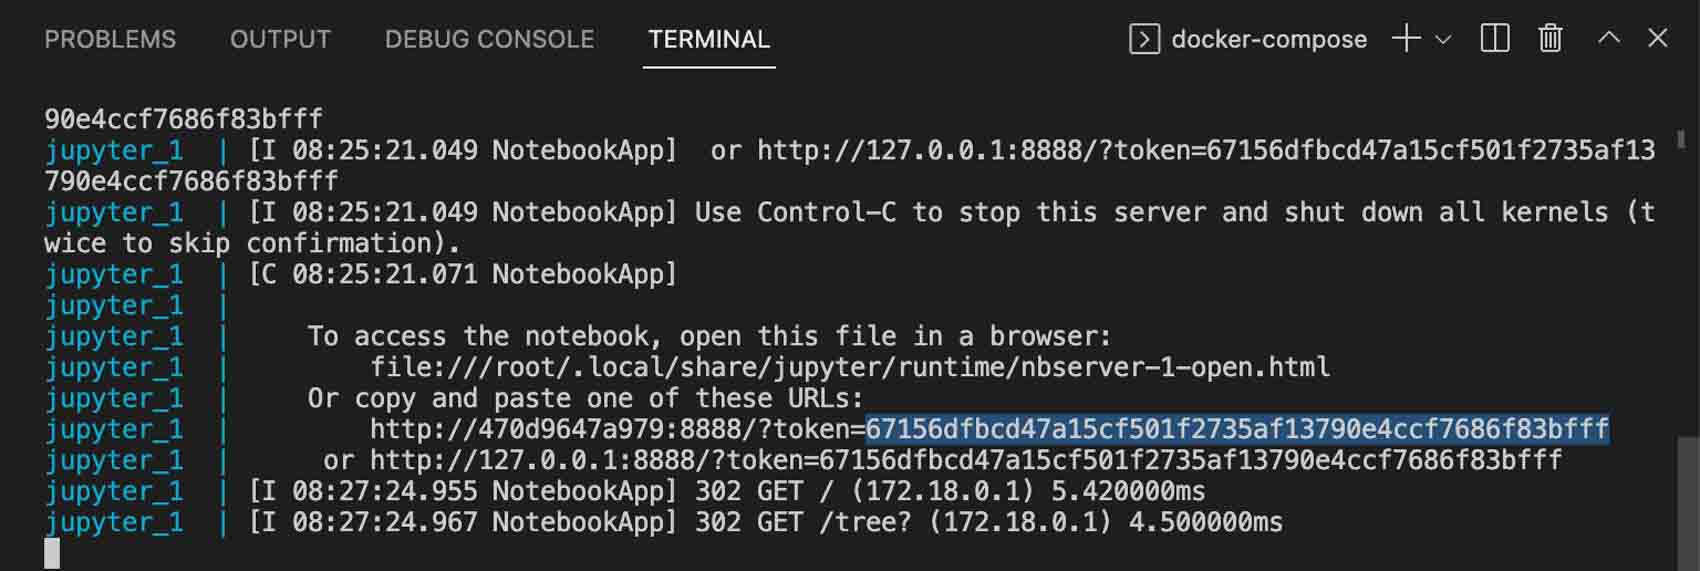 PROBLEMS OUTPUT DEBUG CONSOLE TERMINAL docker-compose
90e4ccf7686f83bfff
jupyter_1 | [I 08:25:21.049 NotebookApp]  or http://127.0.0.1:8888/?token=67156dfbcd47a15cf501f2735af13
790e4ccf7686f83bfff
jupyter_1 | [I 08:25:21.049 NotebookApp] Use Control-C to stop this server and shut down all kernels (t
wice to skip confirmation).
jupyter_1 | [C 08:25:21.071 NotebookApp]
jupyter_1 |
jupyter_1 |     To access the notebook, open this file in a browser:
jupyter_1 |         file:///root/.local/share/jupyter/runtime/nbserver-1-open.html
jupyter_1 |     Or copy and paste one of these URLs:
jupyter_1 |         http://470d9647a979:8888/?token=67156dfbcd47a15cf501f2735af13790e4ccf7686f83bfff
jupyter_1 |      or http://127.0.0.1:8888/?token=67156dfbcd47a15cf501f2735af13790e4ccf7686f83bfff
jupyter_1 | [I 08:27:24.955 NotebookApp] 302 GET / (172.18.0.1) 5.420000ms
jupyter_1 | [I 08:27:24.967 NotebookApp] 302 GET /tree? (172.18.0.1) 4.500000ms